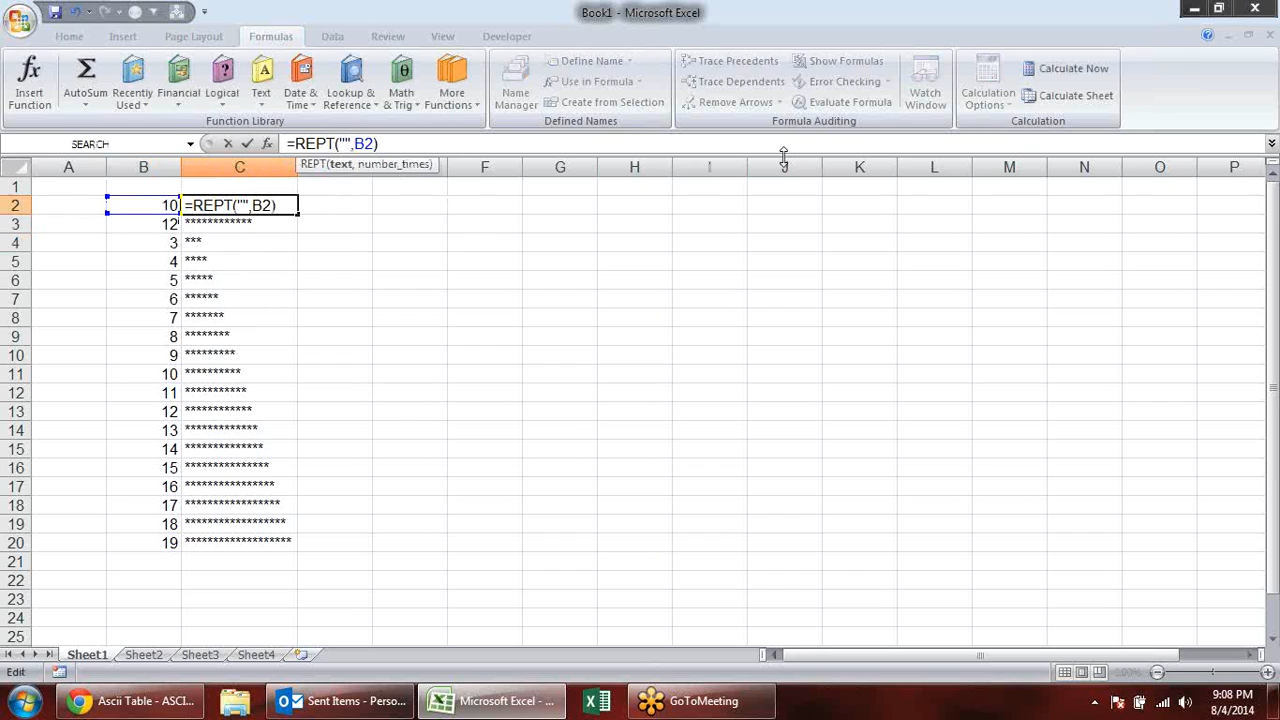 Book1 - Microsoft Excel
Home Insert Page Layout Formulas Data Review View Developer
Insert Function
AutoSum
Recently Used
Financial
Logical
Text
Date & Time
Lookup & Reference
Math & Trig
More Functions
Function Library
Name Manager
Define Name
Use in Formula
Create from Selection
Defined Names
Trace Precedents
Trace Dependents
Remove Arrows
Show Formulas
Error Checking
Evaluate Formula
Formula Auditing
Watch Window
Calculation Options
Calculate Now
Calculate Sheet
Calculation
SEARCH =REPT("",B2)
REPT(text, number_times)
A B C F G H I J K L M N O P
1
2 10 =REPT("",B2)
3 12 ************
4 3 ***
5 4 ****
6 5 *****
7 6 ******
8 7 *******
9 8 ********
10 9 *********
11 10 **********
12 11 ***********
13 12 ************
14 13 *************
15 14 **************
16 15 ***************
17 16 ****************
18 17 *****************
19 18 ******************
20 19 *******************
21
22
23
24
25
Sheet1 Sheet2 Sheet3 Sheet4
Edit 100%
Ascii Table - ASCI... Sent Items - Perso... Microsoft Excel - ... GoToMeeting
9:08 PM
8/4/2014